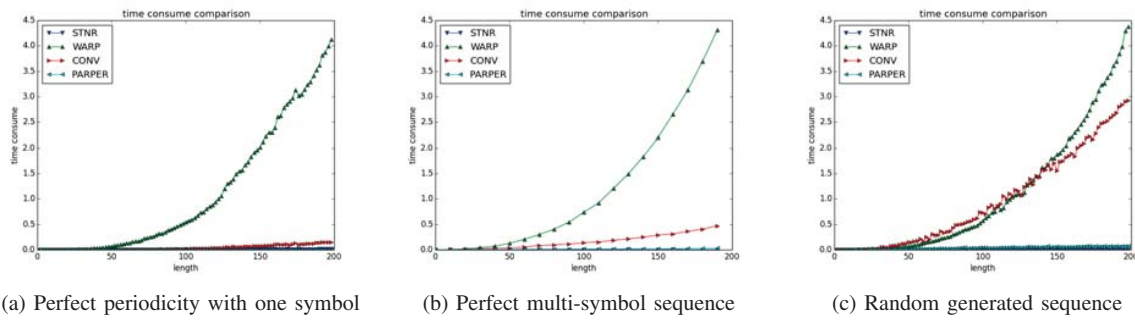 time consume comparison
time consume
4.5
4.0
3.5
3.0
2.5
2.0
1.5
1.0
0.5
0.0
STNR
WARP
CONV
PARPER
0
50
100
150
200
length
(a) Perfect periodicity with one symbol
time consume comparison
time consume
4.5
4.0
3.5
3.0
2.5
2.0
1.5
1.0
0.5
0.0
STNR
WARP
CONV
PARPER
0
50
100
150
200
length
(b) Perfect multi-symbol sequence
time consume comparison
time consume
4.5
4.0
3.5
3.0
2.5
2.0
1.5
1.0
0.5
0.0
STNR
WARP
CONV
PARPER
0
50
100
150
200
length
(c) Random generated sequence